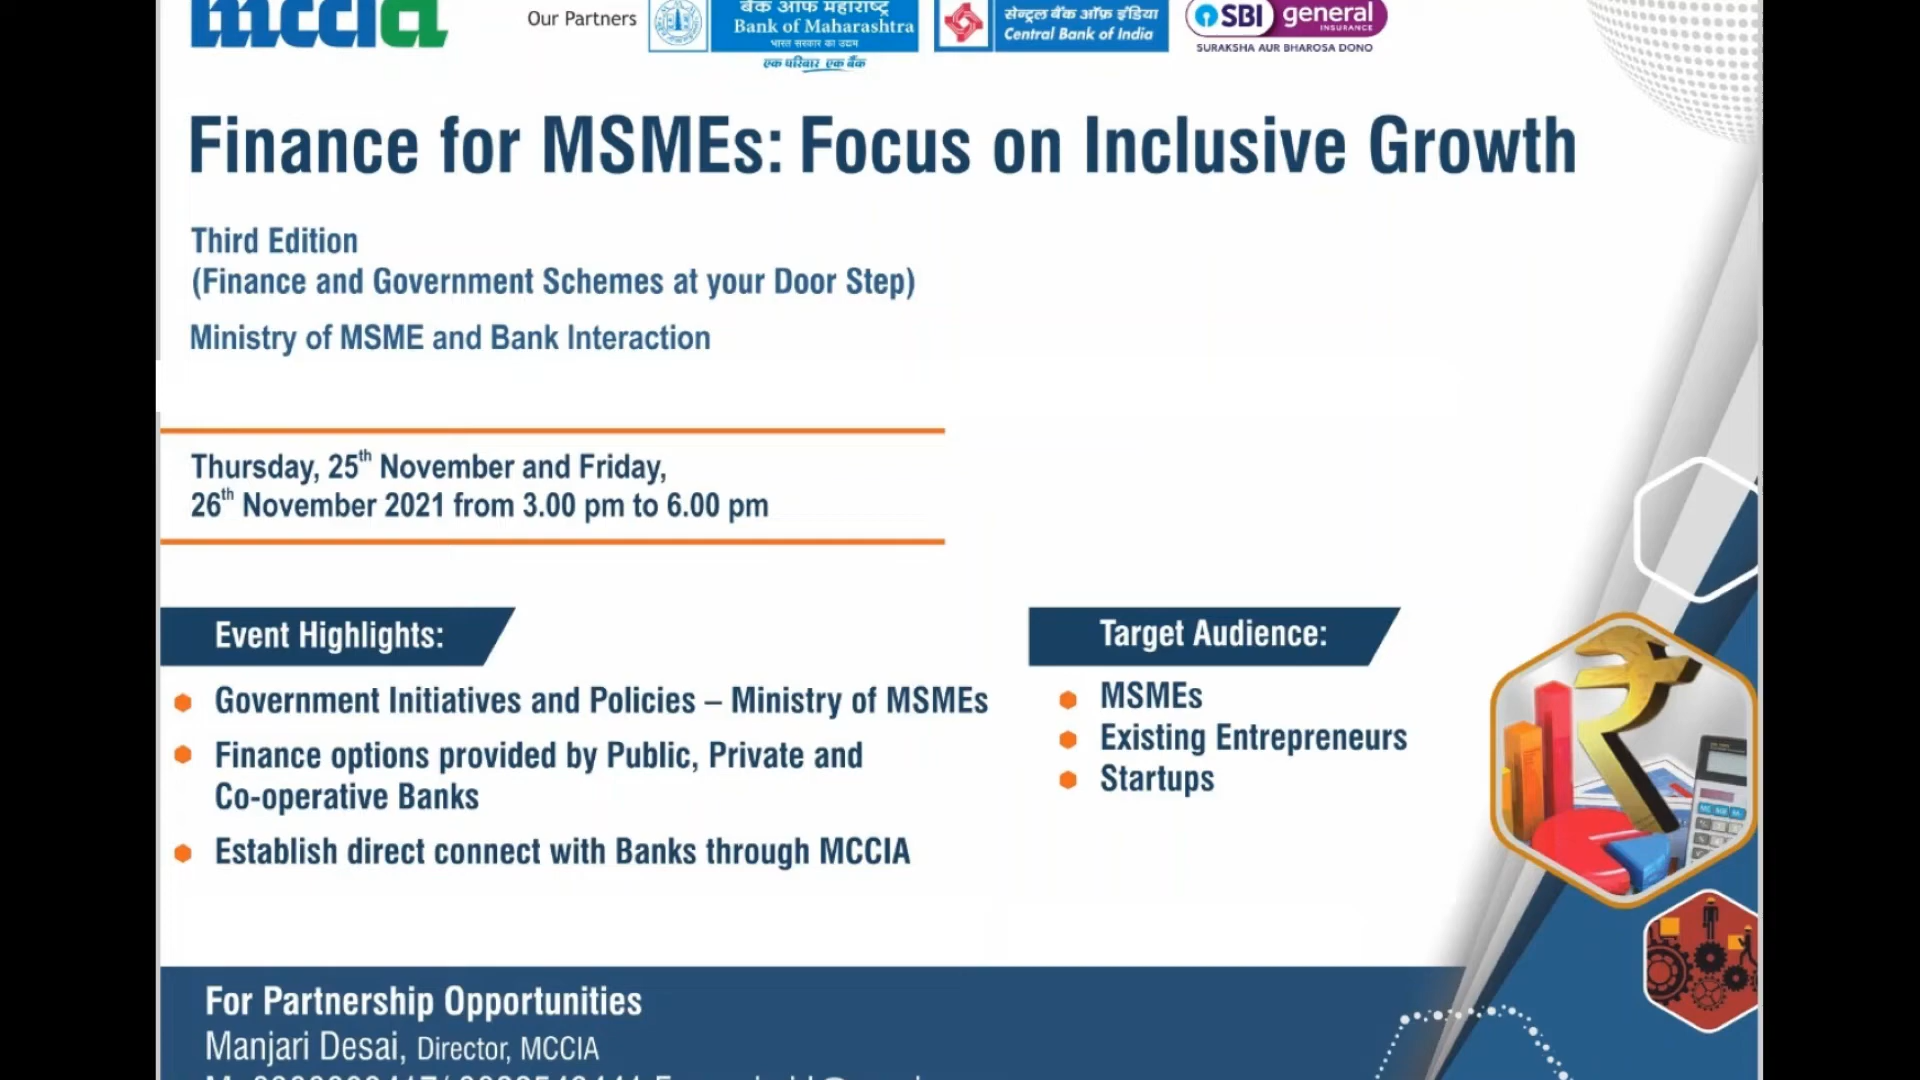 mccia
Our Partners
बैंक ऑफ महाराष्ट्र
Bank of Maharashtra
भारत सरकार का उद्यम
एक परिवार एक बैंक
सेन्ट्रल बैंक ऑफ़ इंडिया
Central Bank of India
SBI general
INSURANCE
SURAKSHA AUR BHAROSA DONO
Finance for MSMEs: Focus on Inclusive Growth
Third Edition
(Finance and Government Schemes at your Door Step)
Ministry of MSME and Bank Interaction
Thursday, 25th November and Friday,
26th November 2021 from 3.00 pm to 6.00 pm
Event Highlights:
Government Initiatives and Policies – Ministry of MSMEs
Finance options provided by Public, Private and
Co-operative Banks
Establish direct connect with Banks through MCCIA
Target Audience:
MSMEs
Existing Entrepreneurs
Startups
For Partnership Opportunities
Manjari Desai, Director, MCCIA